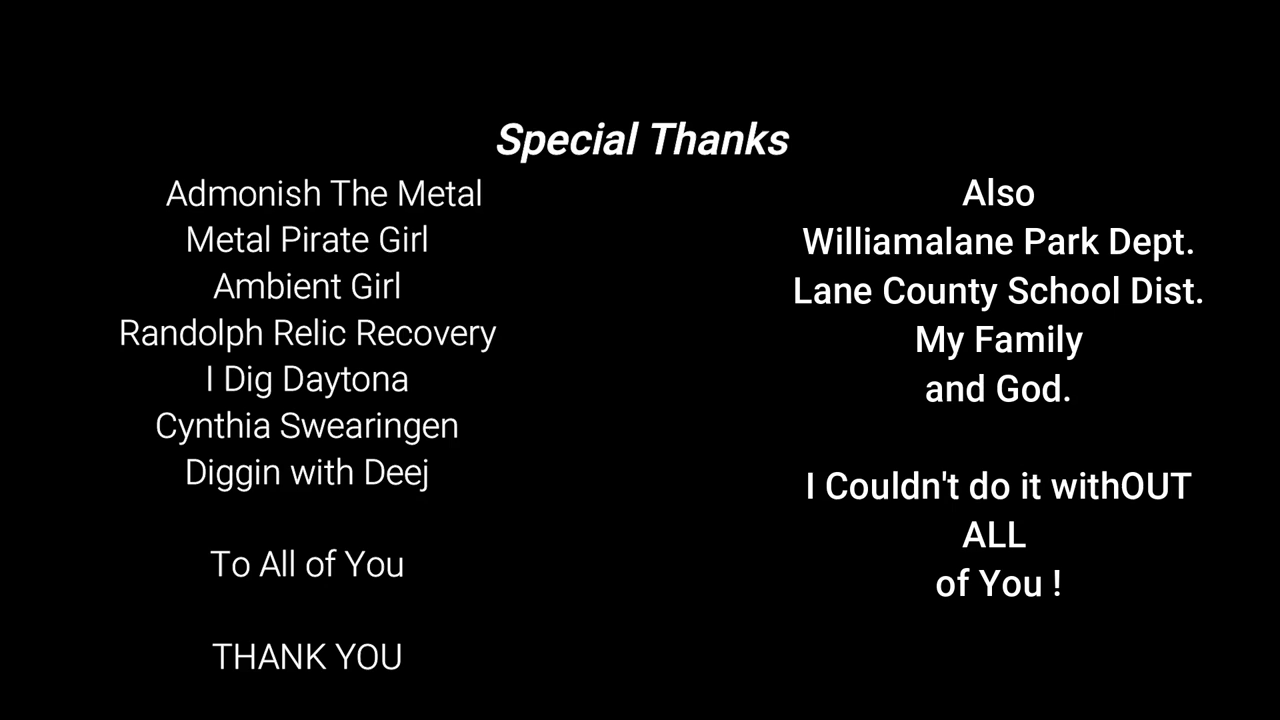 Special Thanks
Admonish The Metal
Metal Pirate Girl
Ambient Girl
Randolph Relic Recovery
I Dig Daytona
Cynthia Swearingen
Diggin with Deej
To All of You
THANK YOU
Also
Williamalane Park Dept.
Lane County School Dist.
My Family
and God.
I Couldn't do it withOUT
ALL
of You !